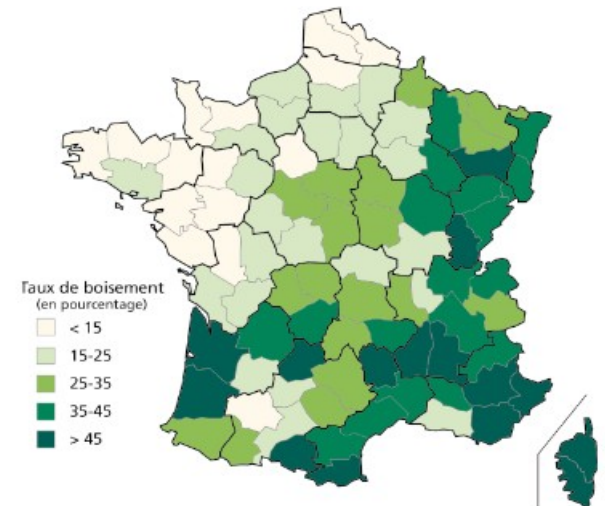 Taux de boisement
(en pourcentage)
< 15
15-25
25-35
35-45
> 45